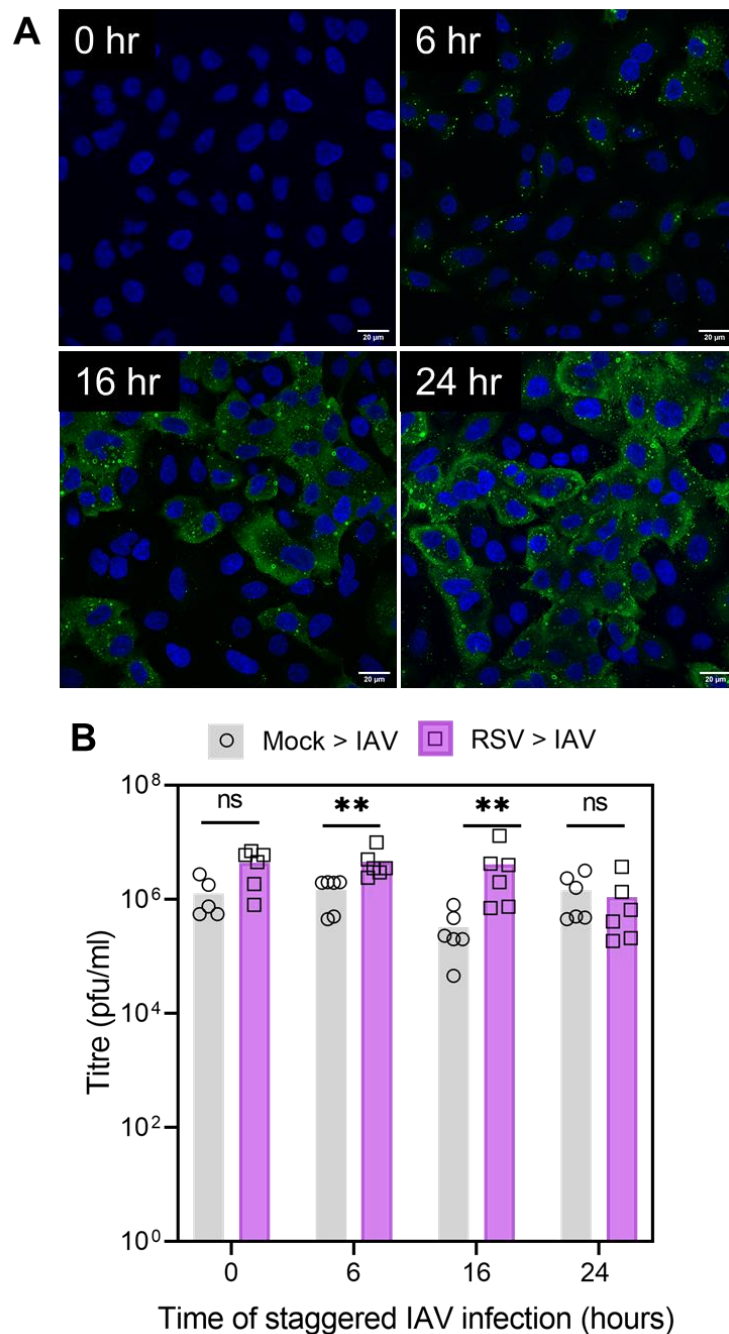 A
0 hr
6 hr
20 µm
20 µm
16 hr
24 hr
20 µm
20 µm
B
Mock > IAV
RSV > IAV
10⁸
10⁶
10⁴
10²
10⁰
Titre (pfu/ml)
ns
**
**
ns
0
6
16
24
Time of staggered IAV infection (hours)